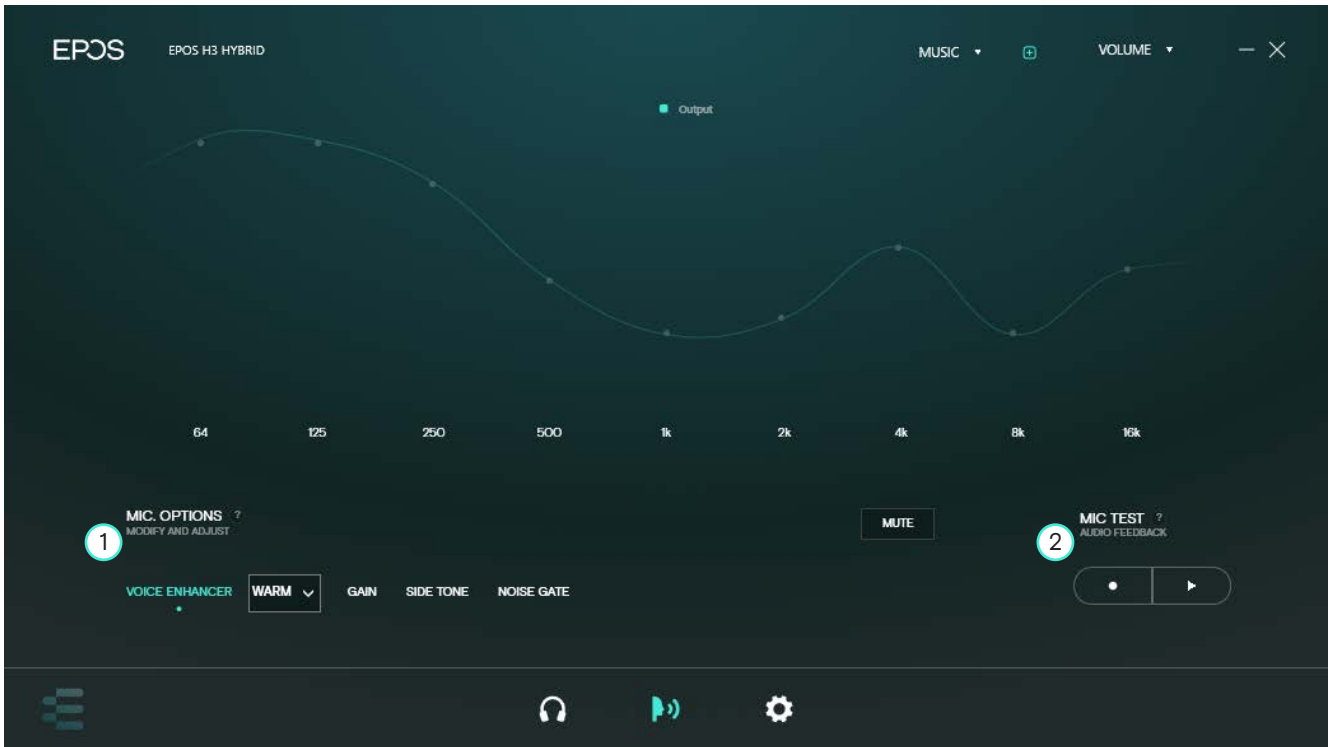 EPOS EPOS H3 HYBRID MUSIC VOLUME
Output
64 125 250 500 1k 2k 4k 8k 16k
MIC. OPTIONS ?
MODIFY AND ADJUST
1
MUTE
MIC TEST ?
AUDIO FEEDBACK
2
VOICE ENHANCER WARM GAIN SIDE TONE NOISE GATE